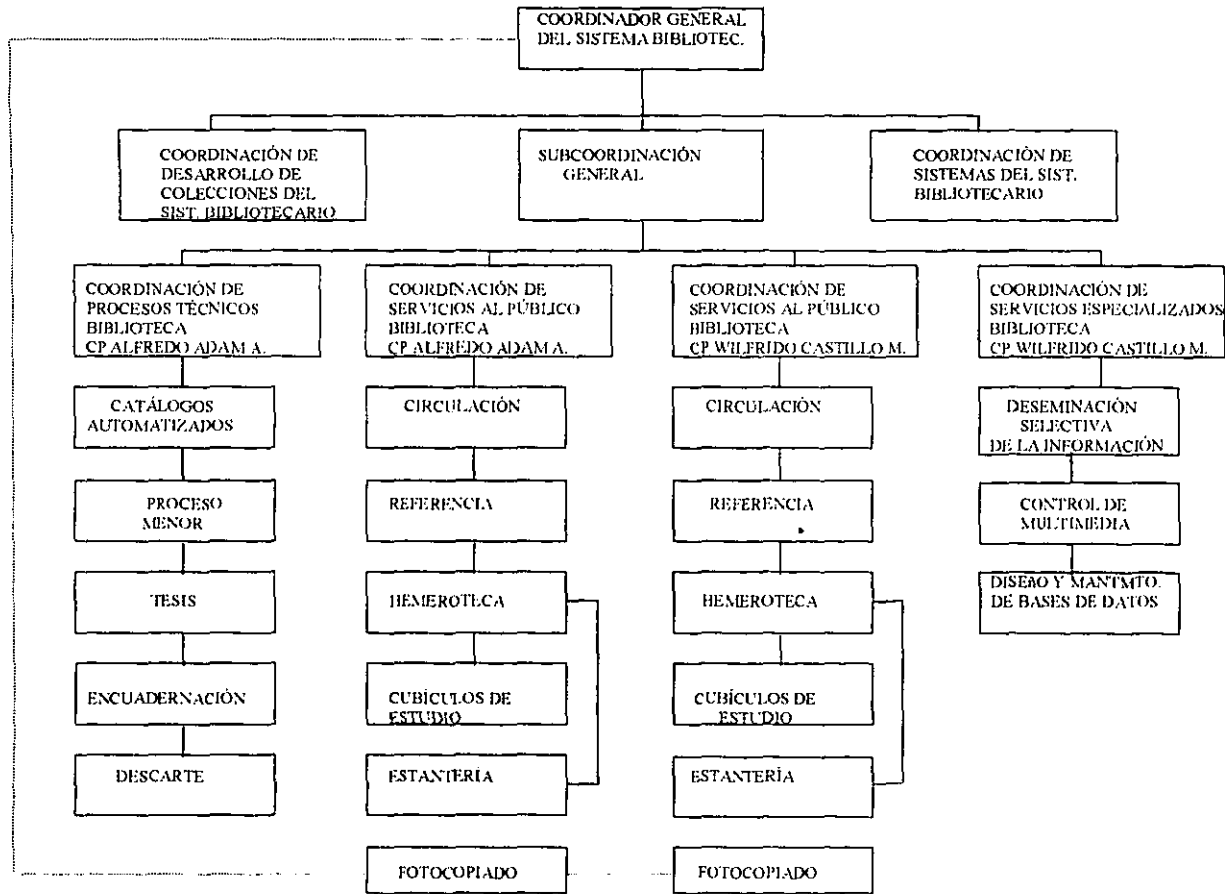 COORDINADOR GENERAL
DEL SISTEMA BIBLIOTEC.
COORDINACIÓN DE
DESARROLLO DE
COLECCIONES DEL
SIST. BIBLIOTECARIO
SUBCOORDINACIÓN
GENERAL
COORDINACIÓN DE
SISTEMAS DEL SIST.
BIBLIOTECARIO
COORDINACIÓN DE
PROCESOS TÉCNICOS
BIBLIOTECA
CP ALFREDO ADAM A.
COORDINACIÓN DE
SERVICIOS AL PÚBLICO
BIBLIOTECA
CP ALFREDO ADAM A.
COORDINACIÓN DE
SERVICIOS AL PÚBLICO
BIBLIOTECA
CP WILFRIDO CASTILLO M.
COORDINACIÓN DE
SERVICIOS ESPECIALIZADOS
BIBLIOTECA
CP WILFRIDO CASTILLO M.
CATÁLOGOS
AUTOMATIZADOS
PROCESO
MENOR
TESIS
ENCUADERNACIÓN
DESCARTE
CIRCULACIÓN
REFERENCIA
HEMEROTECA
CUBÍCULOS DE
ESTUDIO
ESTANTERÍA
FOTOCOPIADO
CIRCULACIÓN
REFERENCIA
HEMEROTECA
CUBÍCULOS DE
ESTUDIO
ESTANTERÍA
FOTOCOPIADO
DESEMINACIÓN
SELECTIVA
DE LA INFORMACIÓN
CONTROL DE
MULTIMEDIA
DISEÑO Y MANTMTO.
DE BASES DE DATOS